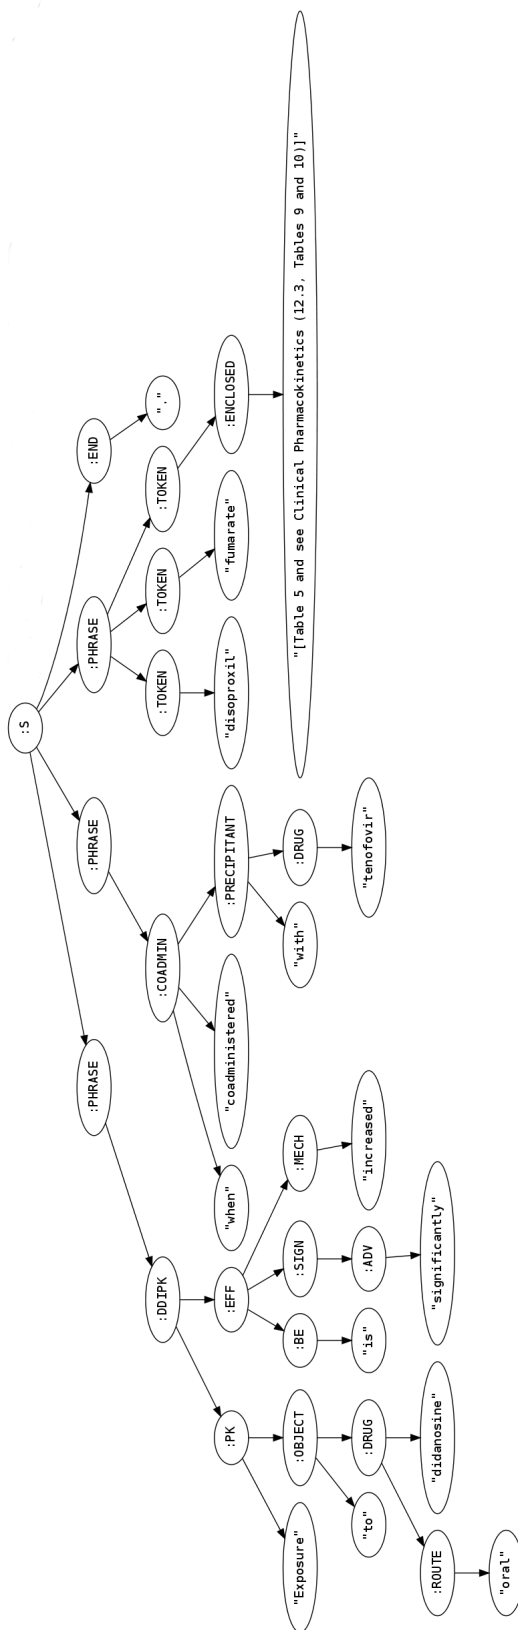 :S
:PHRASE
:PHRASE
:PHRASE
:END
:DDIPK
:COADMIN
:TOKEN
:TOKEN
:TOKEN
"."
:PK
:EFF
"when"
"coadministered"
:PRECIPITANT
"disoproxil"
"fumarate"
:ENCLOSED
"Exposure"
:OBJECT
:BE
:SIGN
:MECH
"with"
:DRUG
"[Table 5 and see Clinical Pharmacokinetics (12.3, Tables 9 and 10)]"
"to"
:DRUG
"is"
:ADV
"increased"
"tenofovir"
:ROUTE
"didanosine"
"significantly"
"oral"